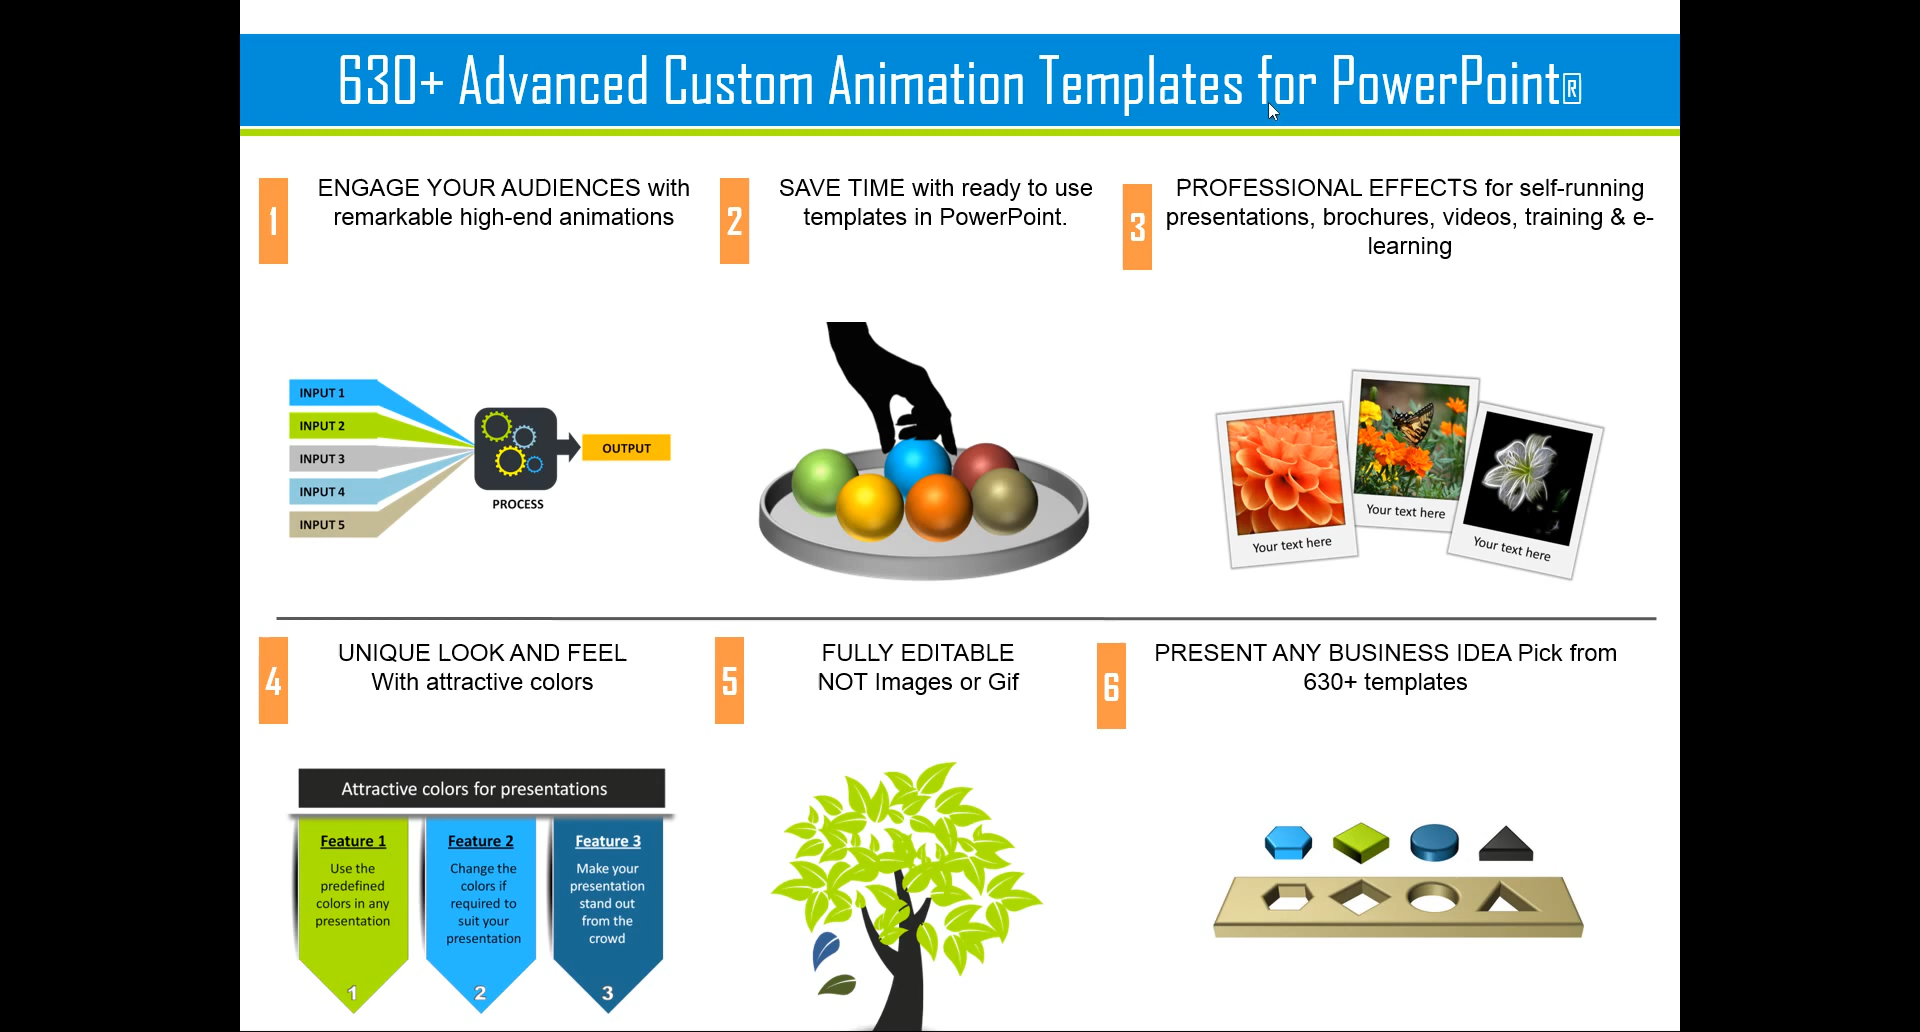 630+ Advanced Custom Animation Templates for PowerPoint®
1
ENGAGE YOUR AUDIENCES with
remarkable high-end animations
2
SAVE TIME with ready to use
templates in PowerPoint.
3
PROFESSIONAL EFFECTS for self-running
presentations, brochures, videos, training & e-
learning
INPUT 1
INPUT 2
INPUT 3
INPUT 4
INPUT 5
PROCESS
OUTPUT
Your text here
Your text here
Your text here
4
UNIQUE LOOK AND FEEL
With attractive colors
5
FULLY EDITABLE
NOT Images or Gif
6
PRESENT ANY BUSINESS IDEA Pick from
630+ templates
Attractive colors for presentations
Feature 1
Use the
predefined
colors in any
presentation
1
Feature 2
Change the
colors if
required to
suit your
presentation
2
Feature 3
Make your
presentation
stand out
from the
crowd
3